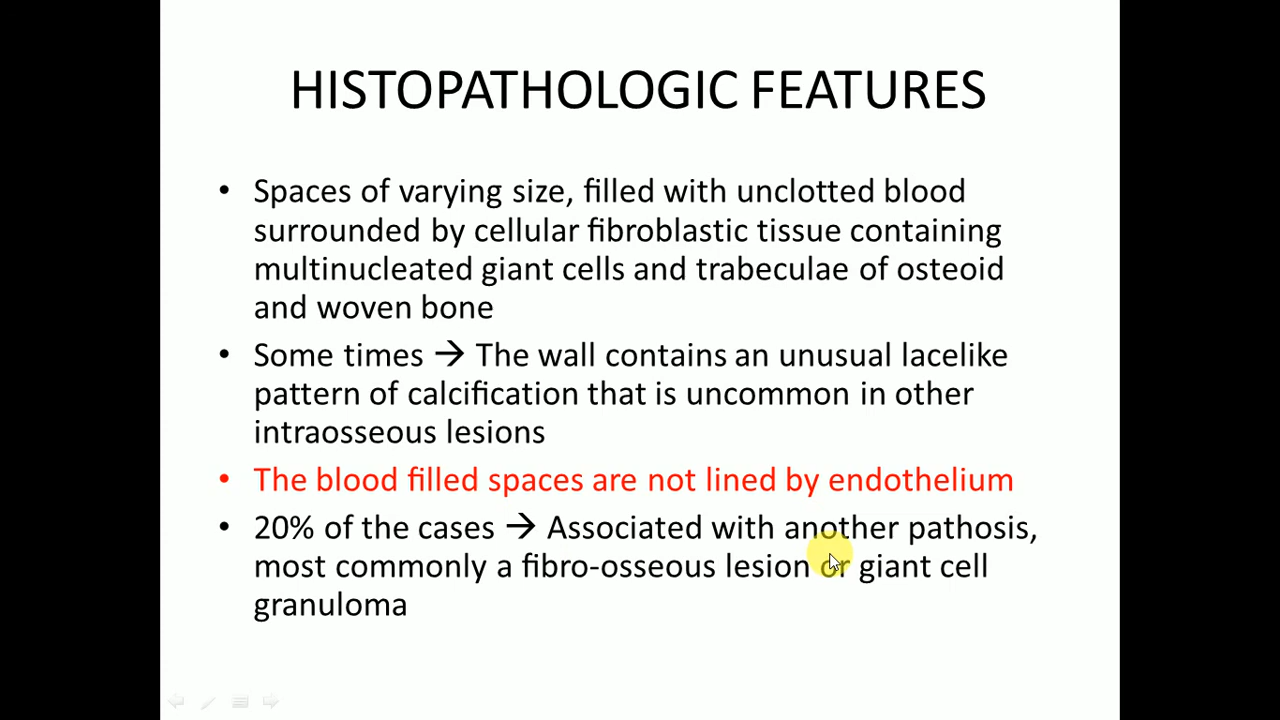 HISTOPATHOLOGIC FEATURES
• Spaces of varying size, filled with unclotted blood
surrounded by cellular fibroblastic tissue containing
multinucleated giant cells and trabeculae of osteoid
and woven bone
• Some times → The wall contains an unusual lacelike
pattern of calcification that is uncommon in other
intraosseous lesions
• The blood filled spaces are not lined by endothelium
• 20% of the cases → Associated with another pathosis,
most commonly a fibro-osseous lesion or giant cell
granuloma